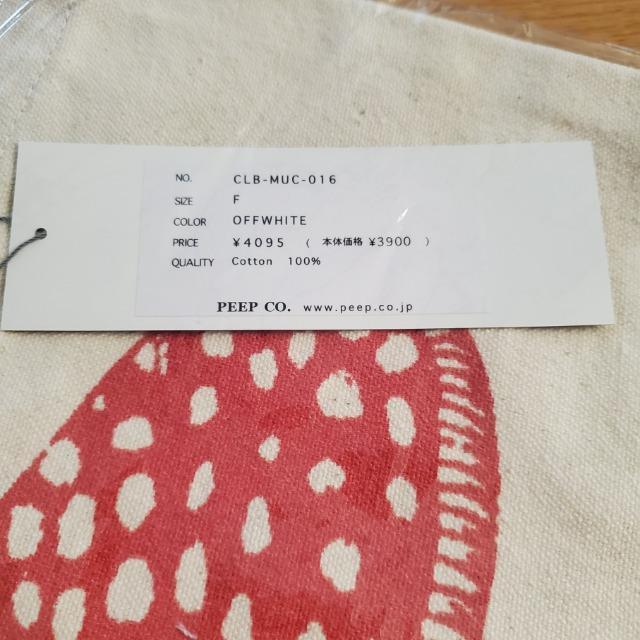 NO. CLB-MUC-016
SIZE F
COLOR OFFWHITE
PRICE ¥4095 ( 本体価格 ¥3900 )
QUALITY Cotton 100%
PEEP CO. www.peep.co.jp